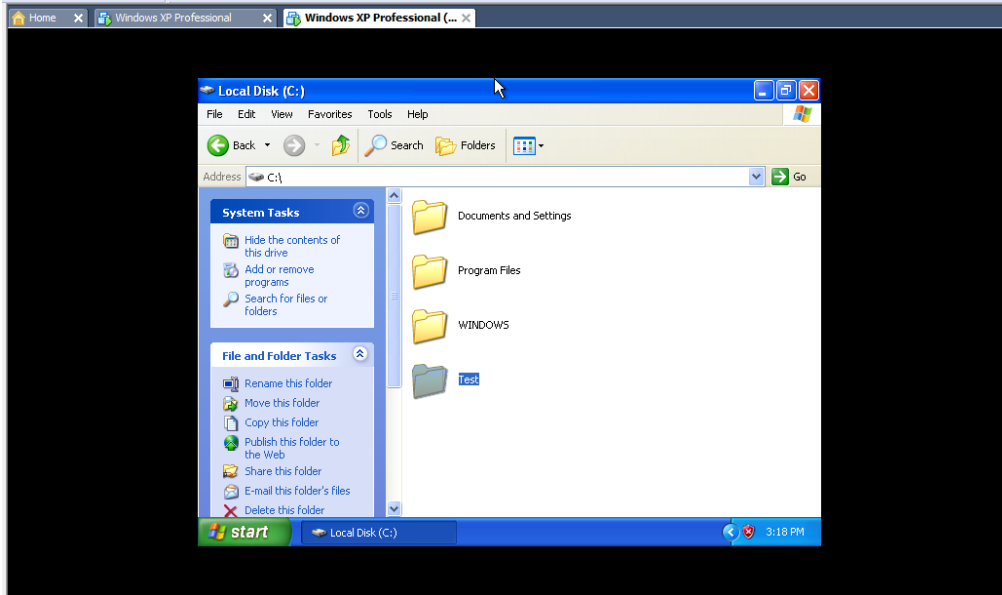 Home Windows XP Professional Windows XP Professional (...
Local Disk (C:)
File Edit View Favorites Tools Help
Back Search Folders
Address C:\ Go
System Tasks
Hide the contents of
this drive
Add or remove
programs
Search for files or
folders
File and Folder Tasks
Rename this folder
Move this folder
Copy this folder
Publish this folder to
the Web
Share this folder
E-mail this folder's files
Delete this folder
Documents and Settings
Program Files
WINDOWS
Test
start Local Disk (C:) 3:18 PM